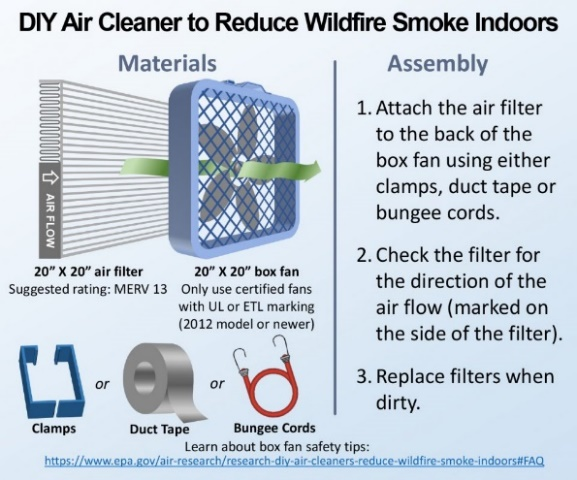 DIY Air Cleaner to Reduce Wildfire Smoke Indoors
Materials
AIR FLOW
20” X 20” air filter
Suggested rating: MERV 13
20” X 20” box fan
Only use certified fans
with UL or ETL marking
(2012 model or newer)
or
or
Clamps
Duct Tape
Bungee Cords
Assembly
1. Attach the air filter
to the back of the
box fan using either
clamps, duct tape or
bungee cords.
2. Check the filter for
the direction of the
air flow (marked on
the side of the filter).
3. Replace filters when
dirty.
Learn about box fan safety tips:
https://www.epa.gov/air-research/research-diy-air-cleaners-reduce-wildfire-smoke-indoors#FAQ